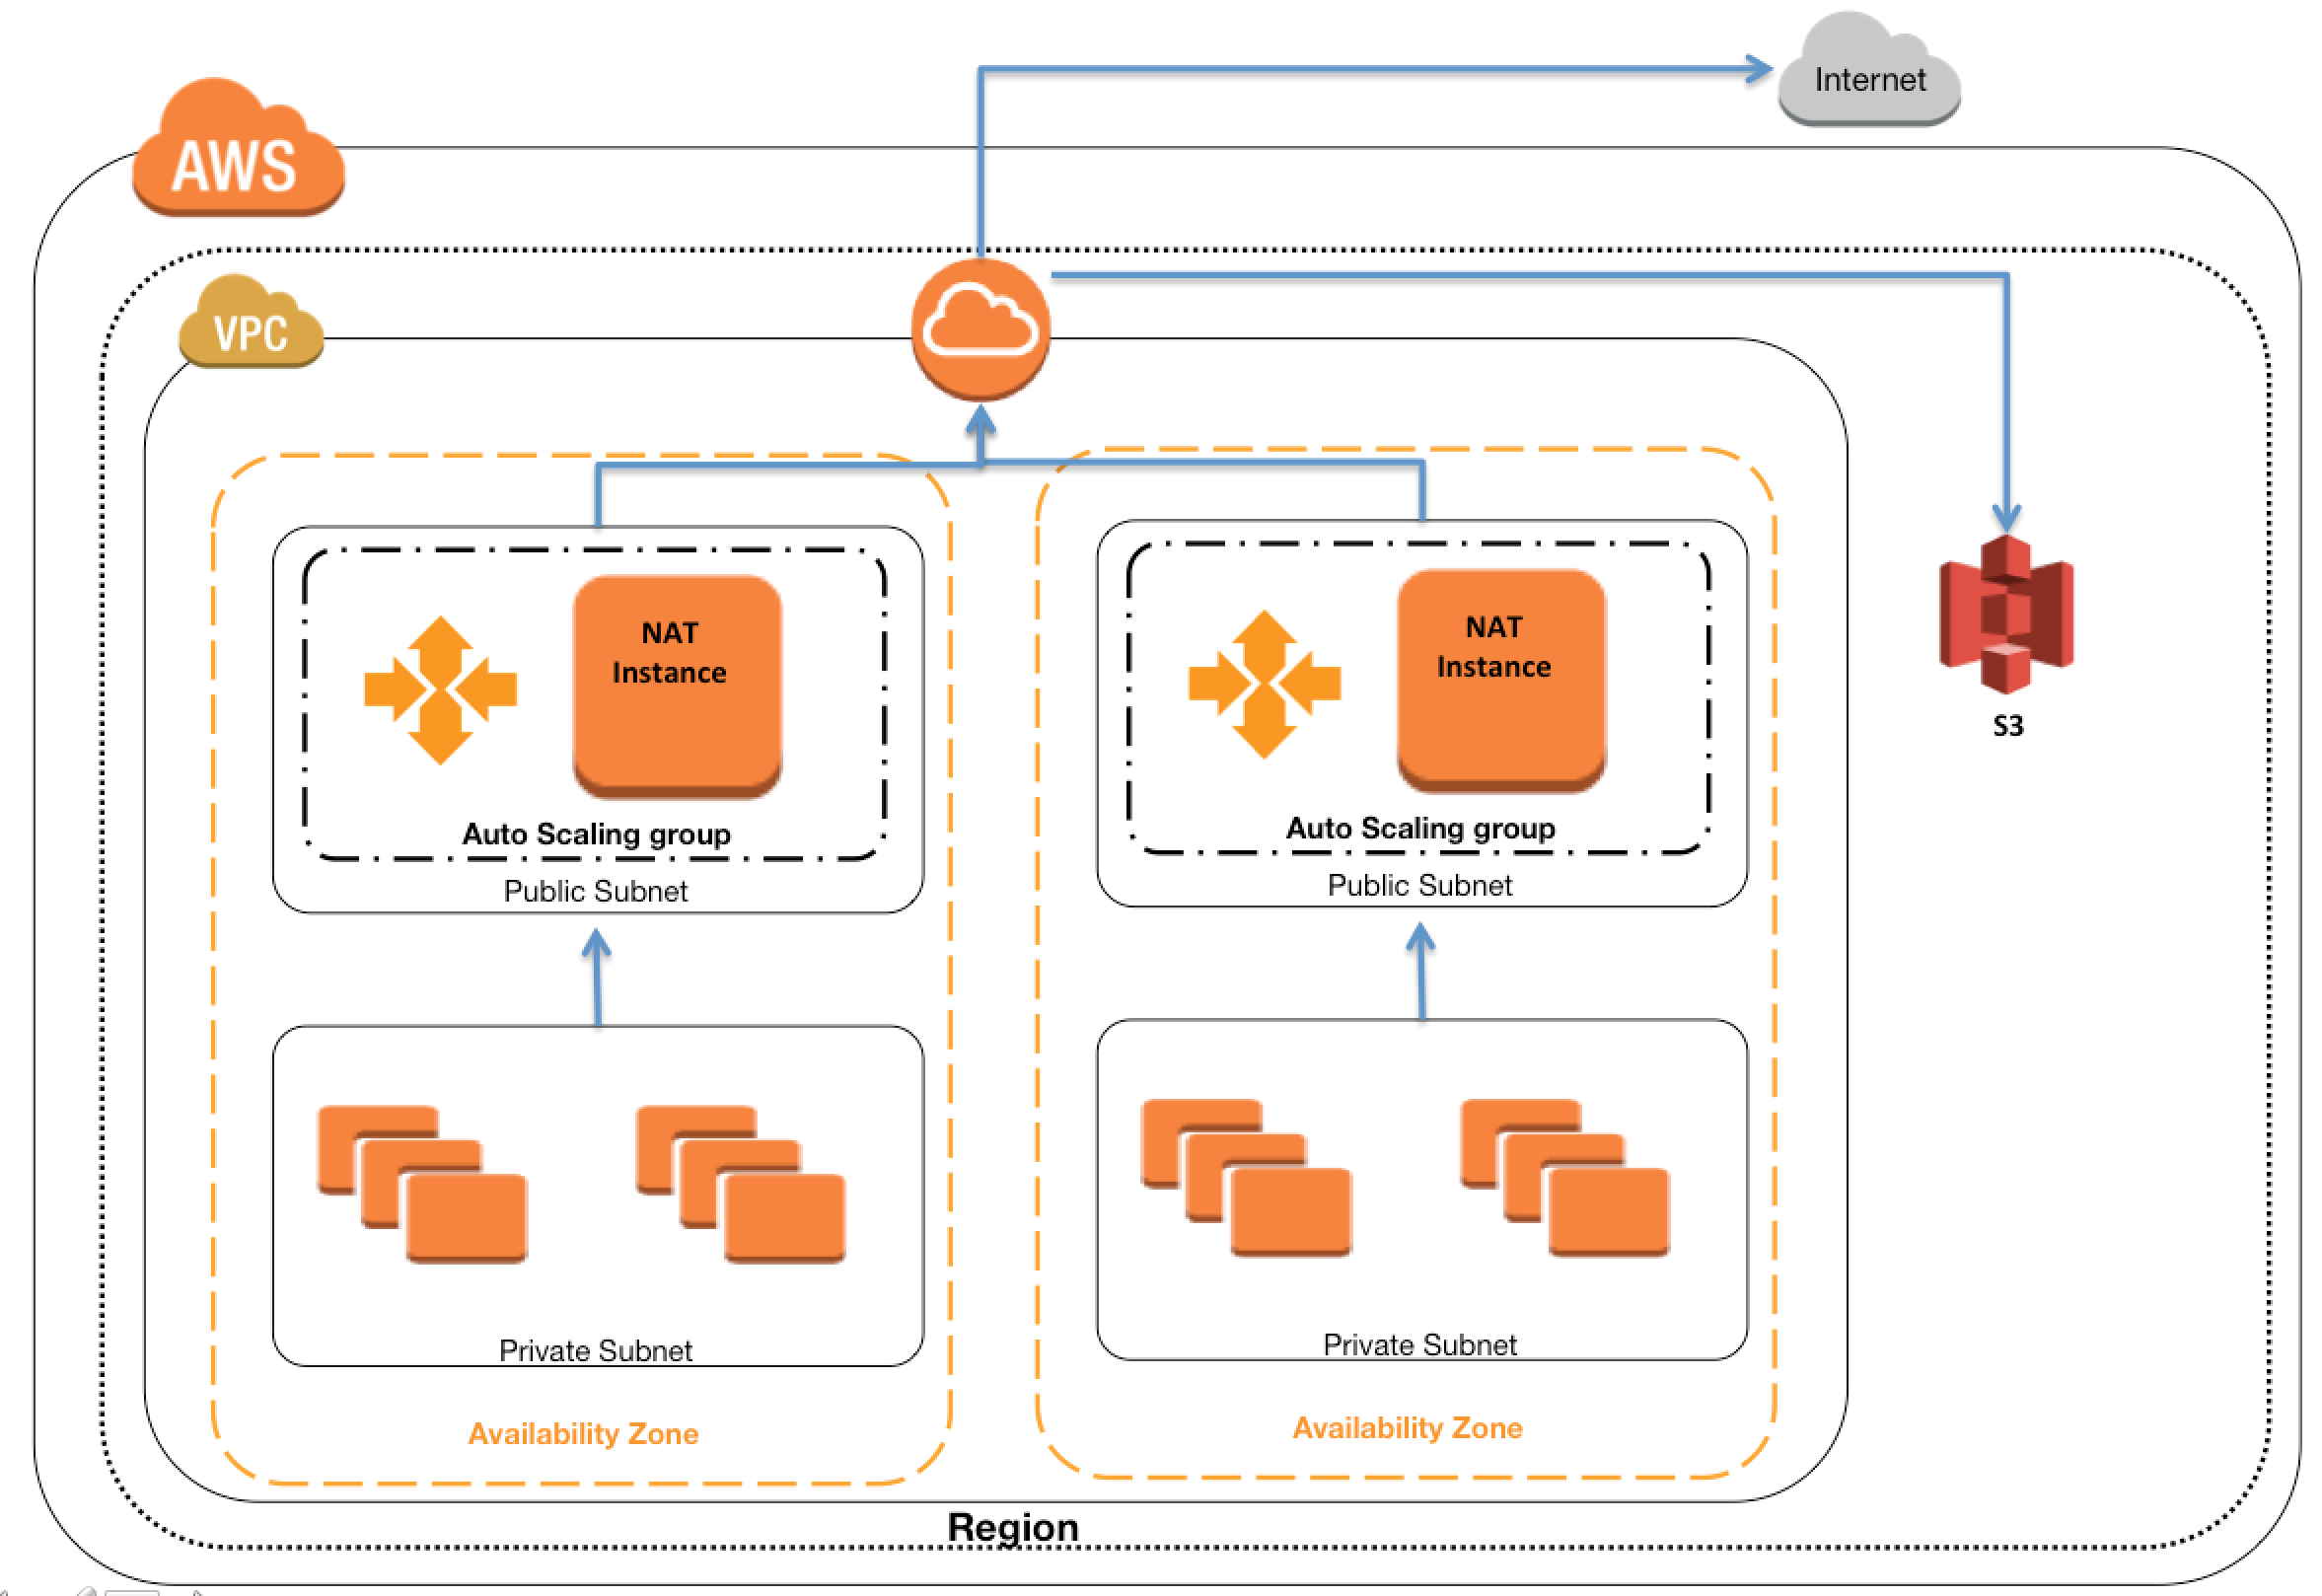 Internet
AWS
VPC
NAT
Instance
Auto Scaling group
Public Subnet
NAT
Instance
Auto Scaling group
Public Subnet
S3
Private Subnet
Private Subnet
Availability Zone
Availability Zone
Region